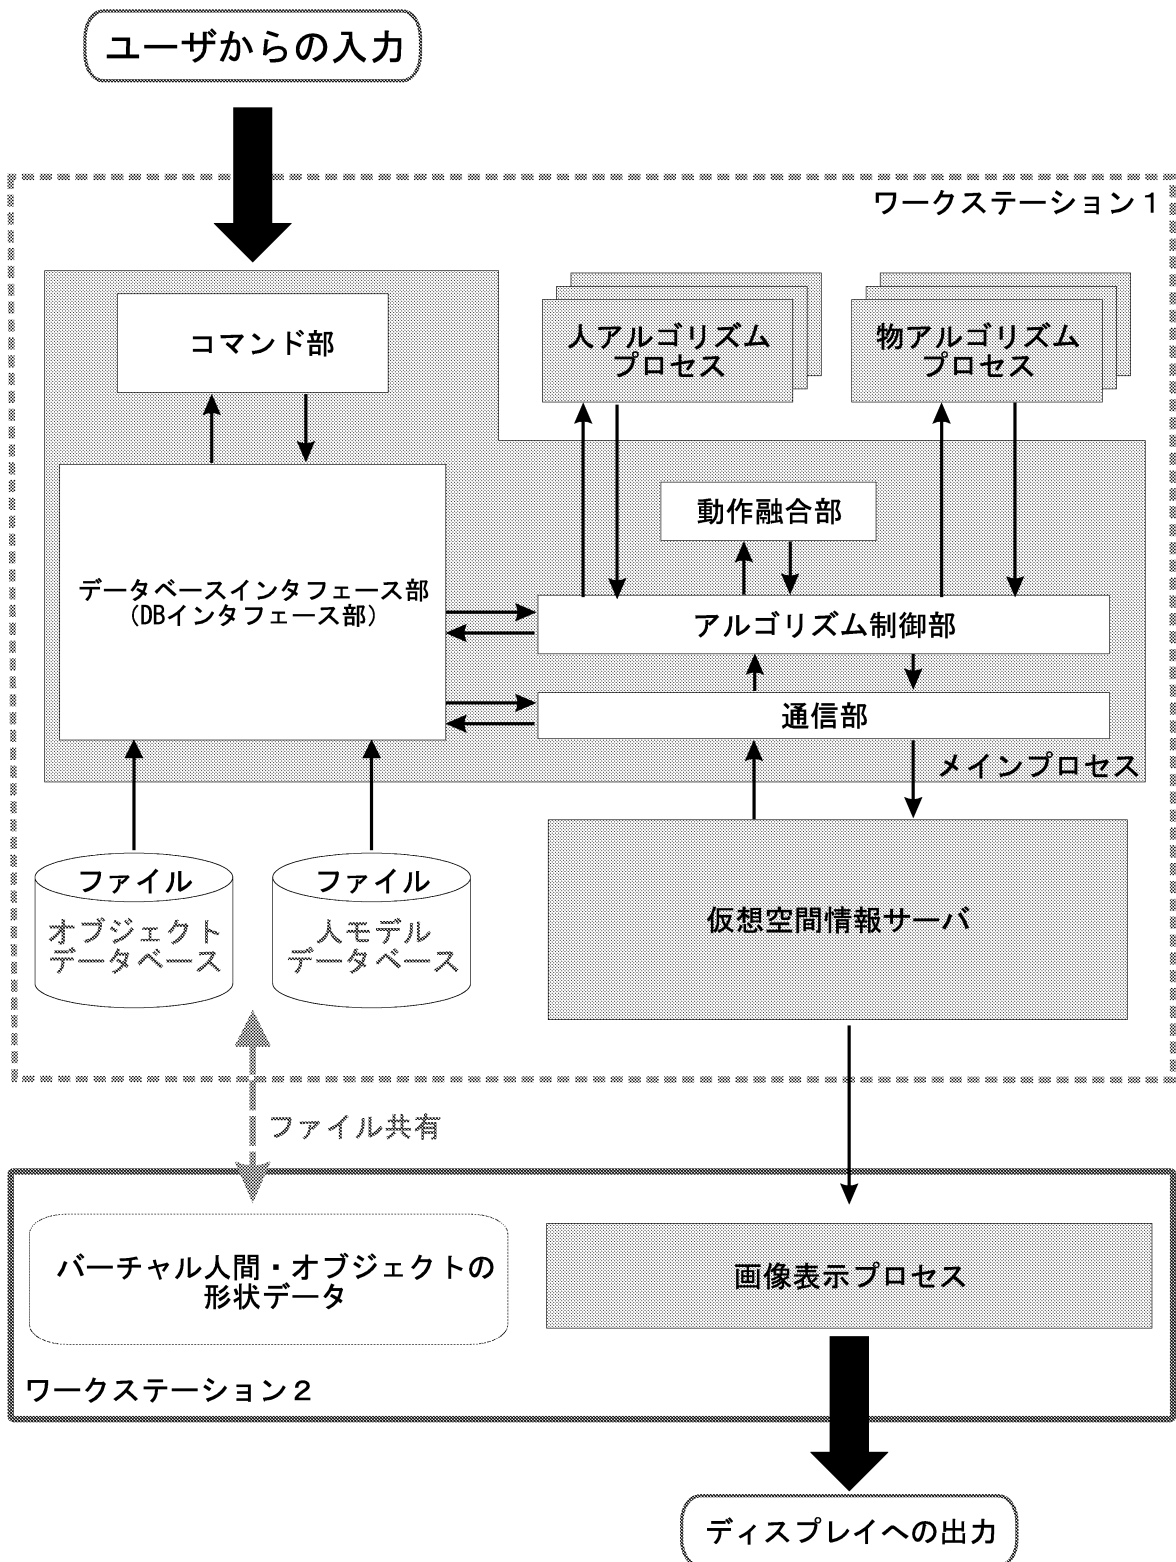 ユーザからの入力
ワークステーション１
コマンド部
人アルゴリズム
プロセス
物アルゴリズム
プロセス
動作融合部
データベースインタフェース部
(DBインタフェース部)
アルゴリズム制御部
通信部
メインプロセス
ファイル
オブジェクト
データベース
ファイル
人モデル
データベース
仮想空間情報サーバ
ファイル共有
バーチャル人間・オブジェクトの
形状データ
画像表示プロセス
ワークステーション２
ディスプレイへの出力